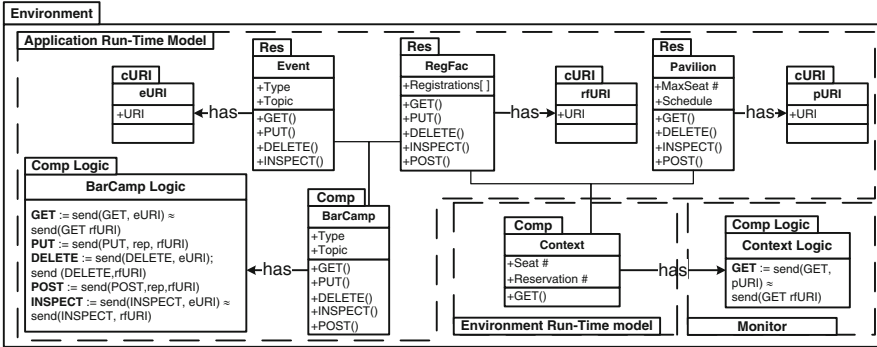 Environment
Application Run-Time Model
Res
Event
+Type
+Topic
+GET()
+PUT()
+DELETE()
+INSPECT()
cURI
eURI
+URI
has
Res
RegFac
+Registrations[ ]
+GET()
+PUT()
+DELETE()
+INSPECT()
+POST()
has
cURI
rfURI
+URI
Res
Pavilion
+MaxSeat #
+Schedule
+GET()
+DELETE()
+INSPECT()
+POST()
has
cURI
pURI
+URI
Comp Logic
BarCamp Logic
GET := send(GET, eURI) ≈
send(GET rfURI)
PUT := send(PUT, rep, rfURI)
DELETE := send(DELETE, eURI);
send (DELETE,rfURI)
POST := send(POST,rep,rfURI)
INSPECT := send(INSPECT, eURI) ≈
send(INSPECT, rfURI)
has
Comp
BarCamp
+Type
+Topic
+GET()
+PUT()
+DELETE()
+INSPECT()
+POST()
Comp
Context
+Seat #
+Reservation #
+GET()
has
Comp Logic
Context Logic
GET := send(GET,
pURI) ≈
send(GET rfURI)
Environment Run-Time model
Monitor